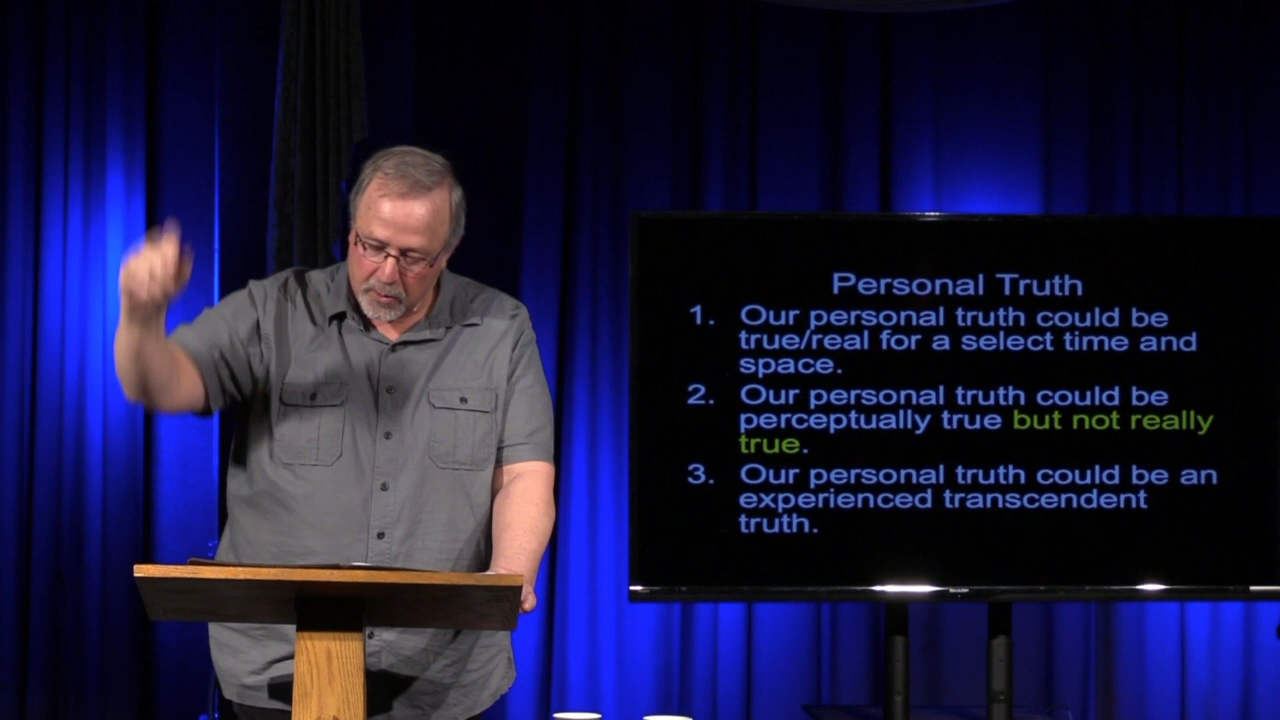 Personal Truth
1. Our personal truth could be
true/real for a select time and
space.
2. Our personal truth could be
perceptually true but not really
true.
3. Our personal truth could be an
experienced transcendent
truth.